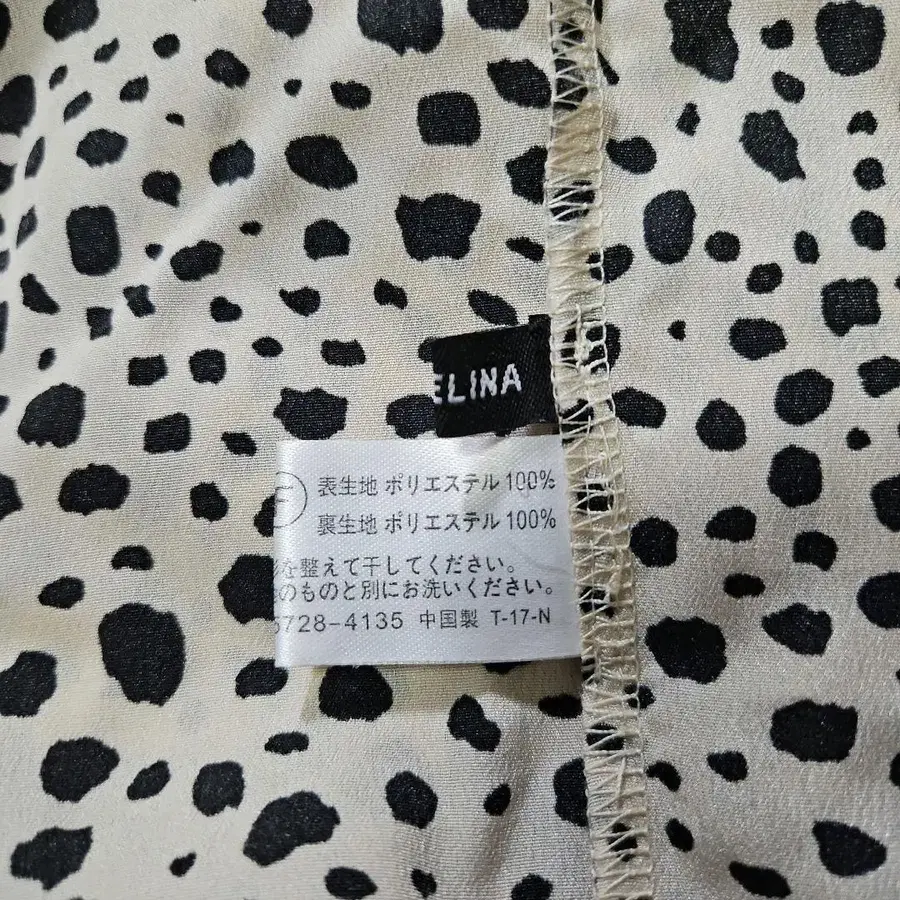 ELINA
F 表生地 ポリエステル 100%
裏生地 ポリエステル 100%
を整えて干してください。
のものと別にお洗いください。
5728-4135 中国製 T-17-N